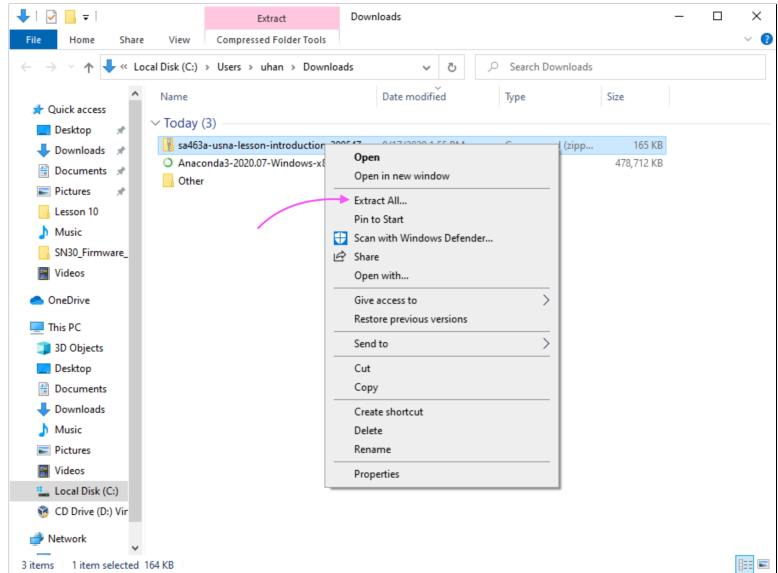 Extract
Downloads
File
Home
Share
View
Compressed Folder Tools
« Local Disk (C:) › Users › uhan › Downloads
Search Downloads
Name
Date modified
Type
Size
Quick access
Desktop
Downloads
Documents
Pictures
Lesson 10
Music
SN30_Firmware_
Videos
OneDrive
This PC
3D Objects
Desktop
Documents
Downloads
Music
Pictures
Videos
Local Disk (C:)
CD Drive (D:) Vir
Network
Today (3)
sa463a-usna-lesson-introduction (zipp... 165 KB
Anaconda3-2020.07-Windows-x8 478,712 KB
Other
Open
Open in new window
Extract All...
Pin to Start
Scan with Windows Defender...
Share
Open with...
Give access to
Restore previous versions
Send to
Cut
Copy
Create shortcut
Delete
Rename
Properties
3 items 1 item selected 164 KB